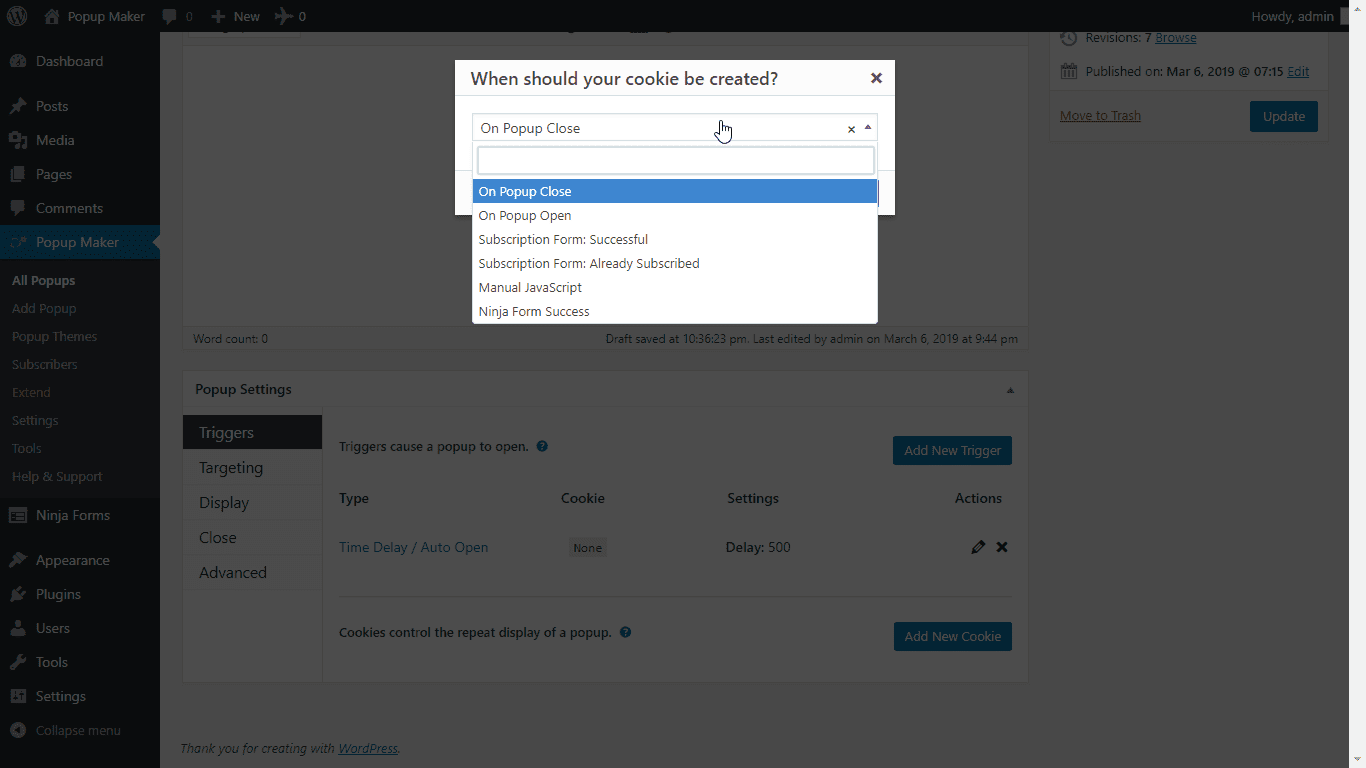 Popup Maker 0 New 0 Howdy, admin
Dashboard
Posts
Media
Pages
Comments
Popup Maker
All Popups
Add Popup
Popup Themes
Subscribers
Extend
Settings
Tools
Help & Support
Ninja Forms
Appearance
Plugins
Users
Tools
Settings
Collapse menu
When should your cookie be created?
On Popup Close
On Popup Close
On Popup Open
Subscription Form: Successful
Subscription Form: Already Subscribed
Manual JavaScript
Ninja Form Success
Revisions: 7 Browse
Published on: Mar 6, 2019 @ 07:15 Edit
Move to Trash Update
Word count: 0 Draft saved at 10:36:23 pm. Last edited by admin on March 6, 2019 at 9:44 pm
Popup Settings
Triggers
Targeting
Display
Close
Advanced
Triggers cause a popup to open. Add New Trigger
Type Cookie Settings Actions
Time Delay / Auto Open None Delay: 500
Cookies control the repeat display of a popup. Add New Cookie
Thank you for creating with WordPress.